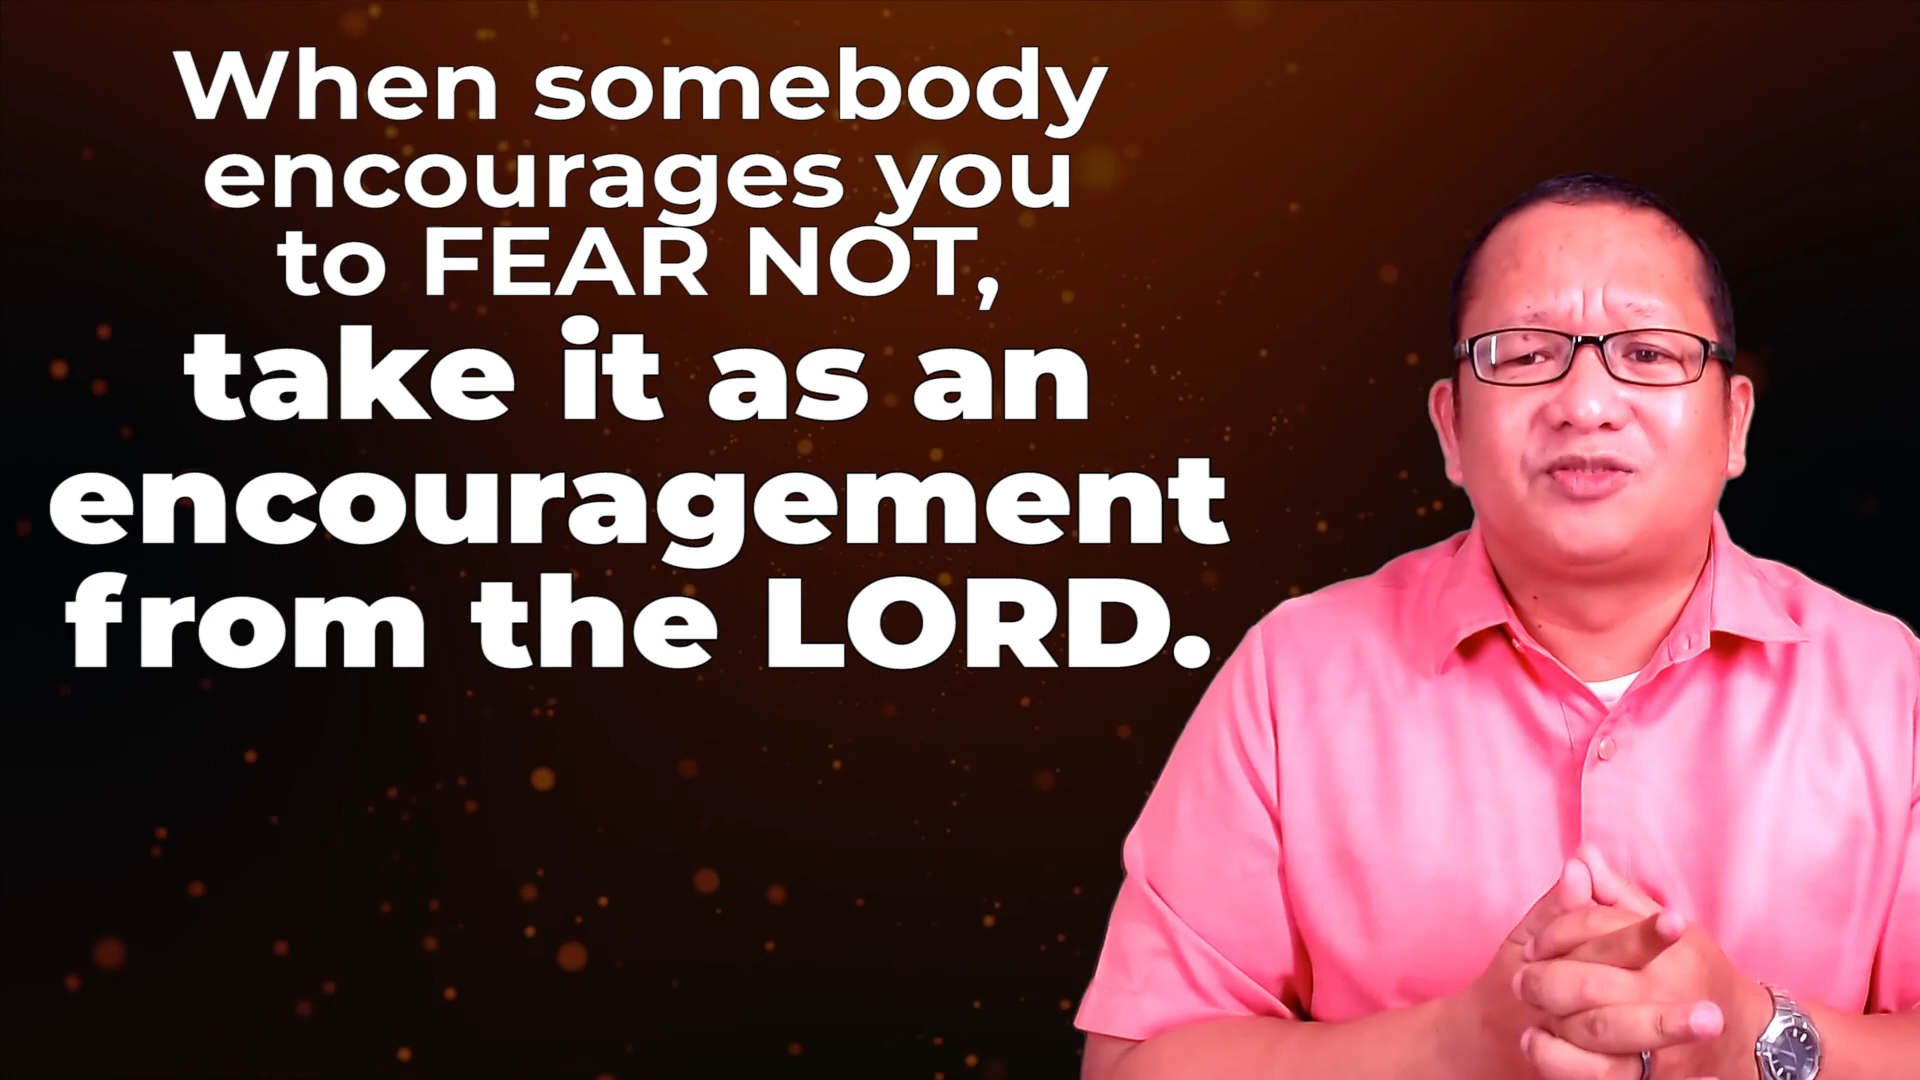 When somebody
encourages you
to FEAR NOT,
take it as an
encouragement
from the LORD.